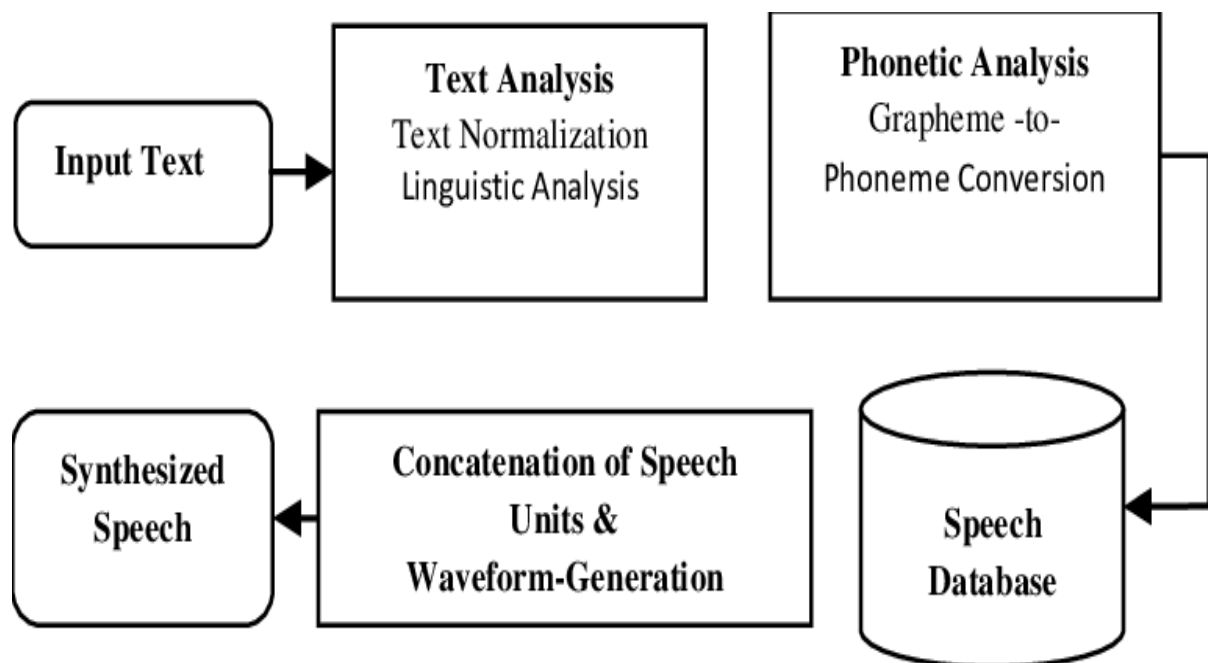 Input Text
Text Analysis
Text Normalization
Linguistic Analysis
Phonetic Analysis
Grapheme -to-
Phoneme Conversion
Synthesized
Speech
Concatenation of Speech
Units &
Waveform-Generation
Speech
Database